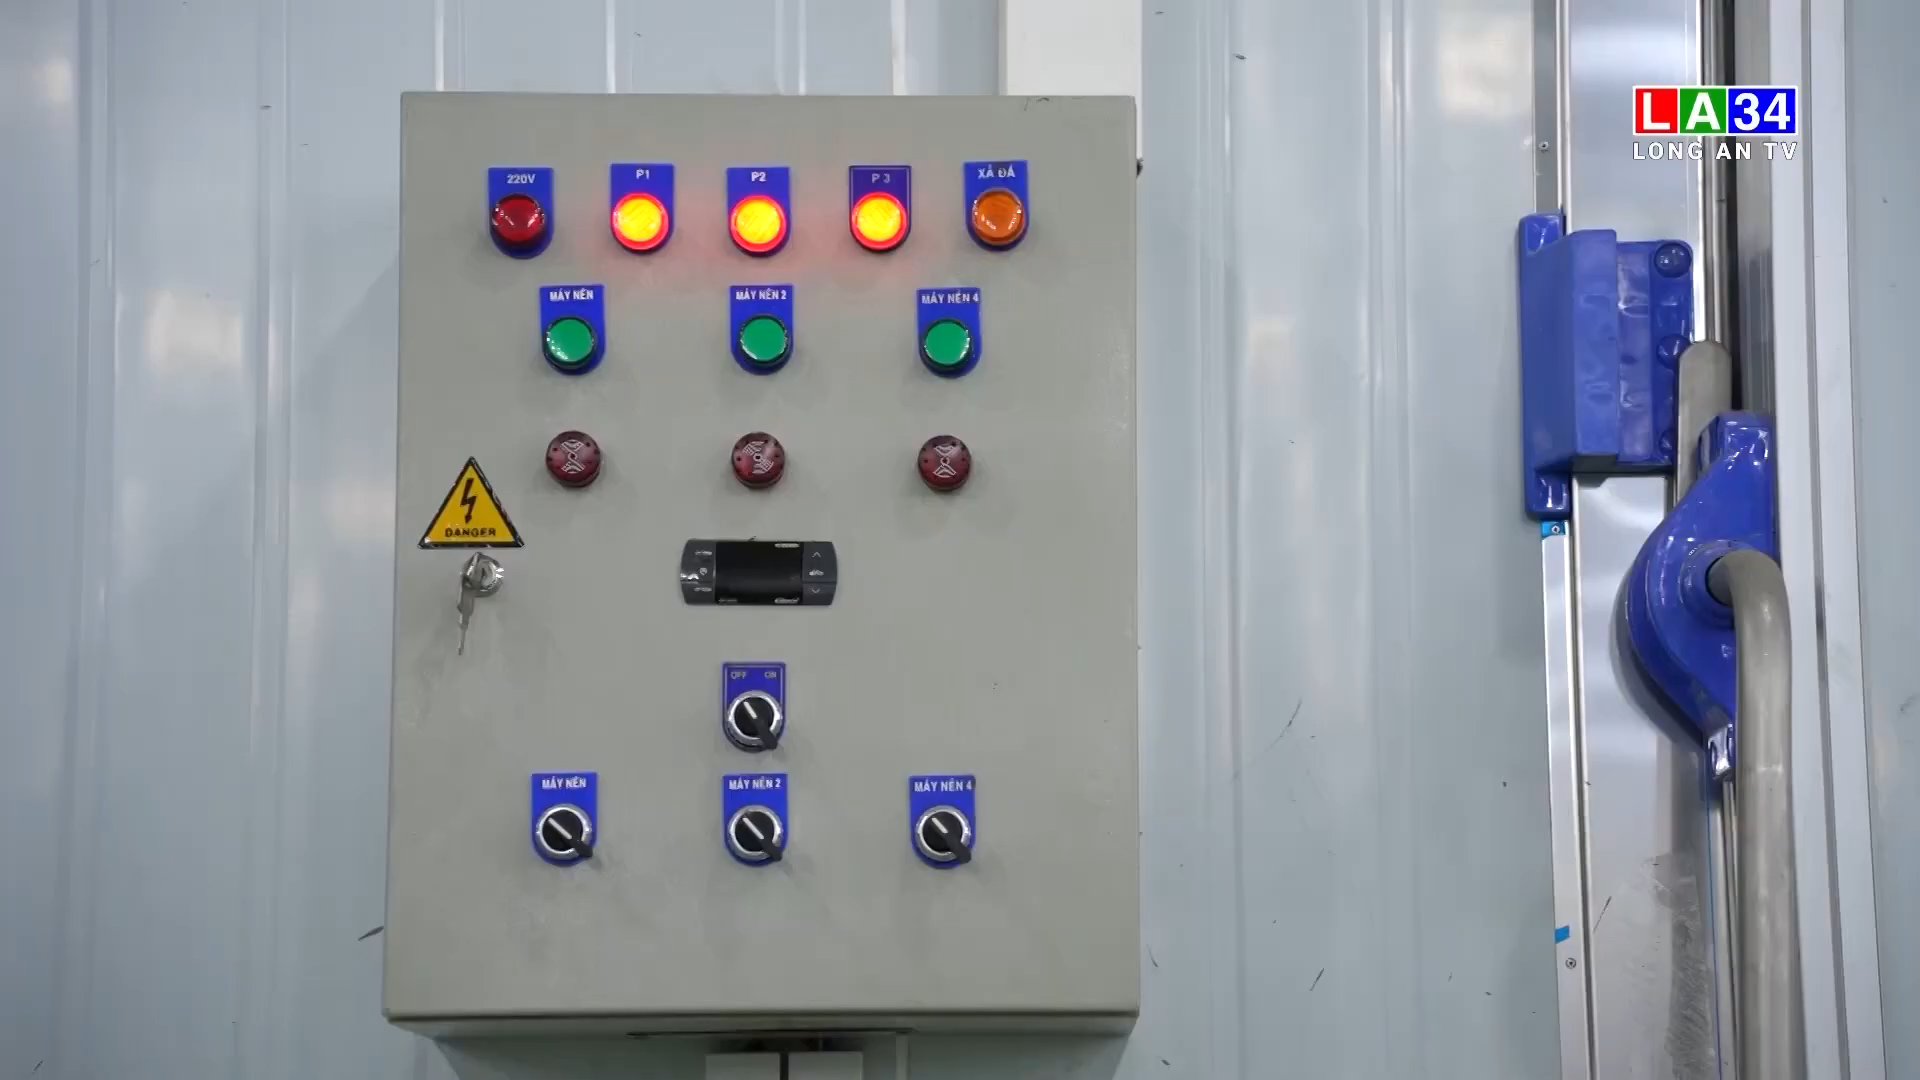 LA34
LONG AN TV
220V
P1
P2
P3
XẢ ĐÁ
MÁY NÉN
MÁY NÉN 2
MÁY NÉN 4
DANGER
OFF ON
MÁY NÉN
MÁY NÉN 2
MÁY NÉN 4